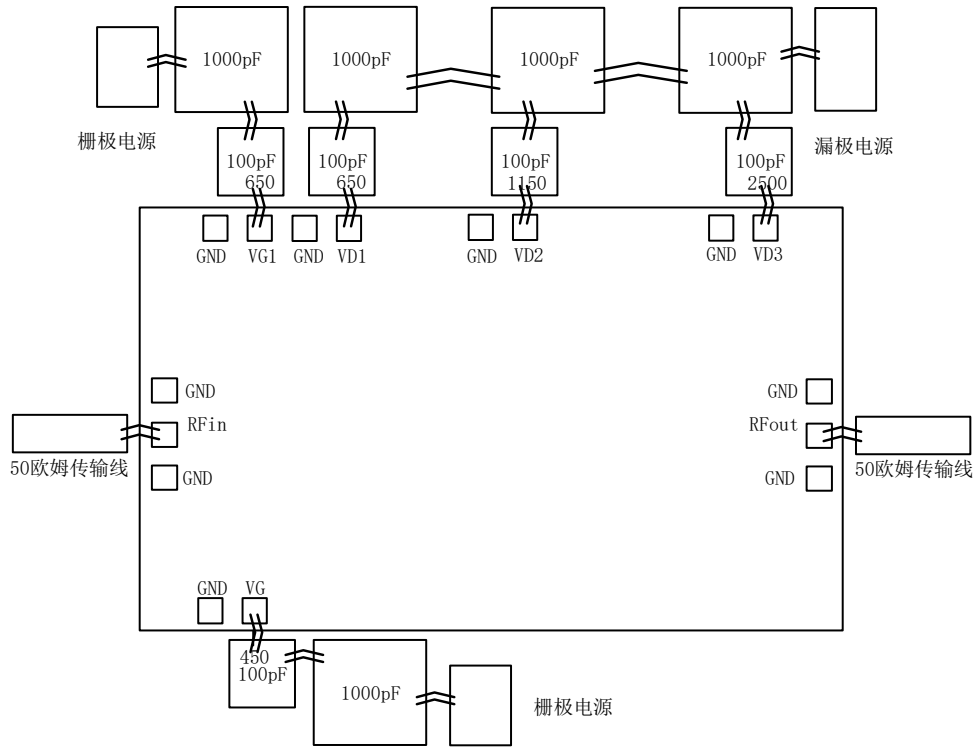 1000pF 1000pF 1000pF 1000pF
栅极电源 漏极电源
100pF 100pF 100pF 100pF
650 650 1150 2500
GND VG1 GND VD1 GND VD2 GND VD3
GND GND
RFin RFout
50欧姆传输线 50欧姆传输线
GND GND
GND VG
450
100pF
1000pF
栅极电源